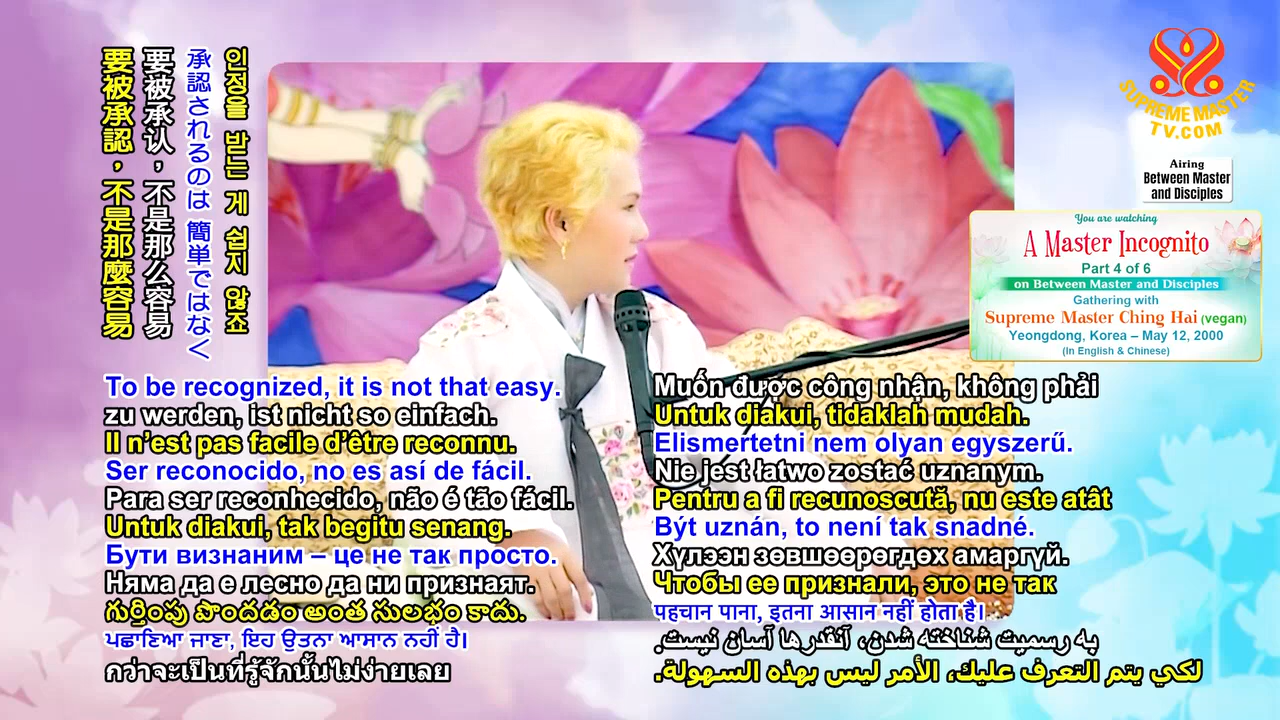 要被承認,不是那麼容易
要被承认,不是那么容易
承認されるのは 簡単ではなく
인정을 받는 게 쉽지 않죠
SUPREME MASTER
TV.COM
Airing
Between Master
and Disciples
You are watching
A Master Incognito
Part 4 of 6
on Between Master and Disciples
Gathering with
Supreme Master Ching Hai (vegan)
Yeongdong, Korea – May 12, 2000
(In English & Chinese)
To be recognized, it is not that easy.
zu werden, ist nicht so einfach.
Il n’est pas facile d’être reconnu.
Ser reconocido, no es así de fácil.
Para ser reconhecido, não é tão fácil.
Untuk diakui, tak begitu senang.
Бути визнаним – це не так просто.
Няма да е лесно да ни признаят.
గుర్తింపు పొందడం అంత సులభం కాదు.
ਪਛਾਣਿਆ ਜਾਣਾ, ਇਹ ਉਤਨਾ ਆਸਾਨ ਨਹੀਂ ਹੈ।
กว่าจะเป็นที่รู้จักนั้นไม่ง่ายเลย
Muốn được công nhận, không phải
Untuk diakui, tidaklah mudah.
Elismertetni nem olyan egyszerű.
Nie jest łatwo zostać uznanym.
Pentru a fi recunoscută, nu este atât
Být uznán, to není tak snadné.
Хүлээн зөвшөөрөгдөх амаргүй.
Чтобы ее признали, это не так
पहचान पाना, इतना आसान नहीं होता है।
به رسمیت شناخته شدن، آنقدرها آسان نیست.
لكي يتم التعرف عليك، الأمر ليس بهذه السهولة.